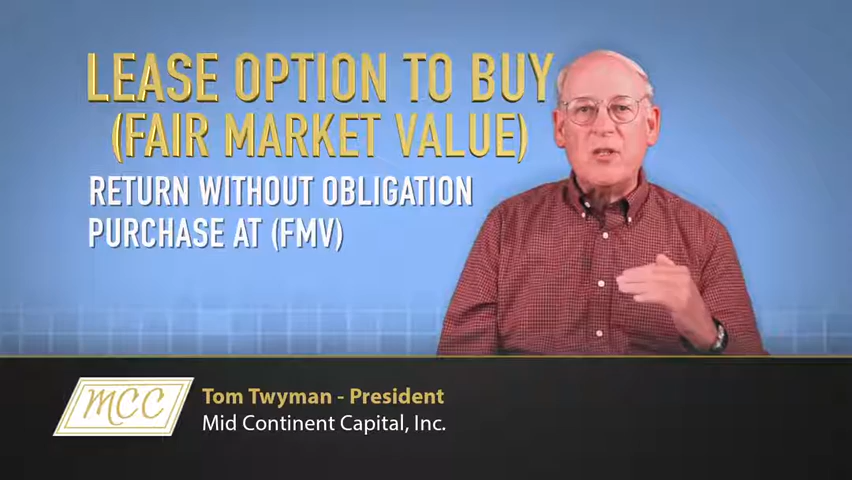 LEASE OPTION TO BUY
(FAIR MARKET VALUE)
RETURN WITHOUT OBLIGATION
PURCHASE AT (FMV)
MCC
Tom Twyman - President
Mid Continent Capital, Inc.